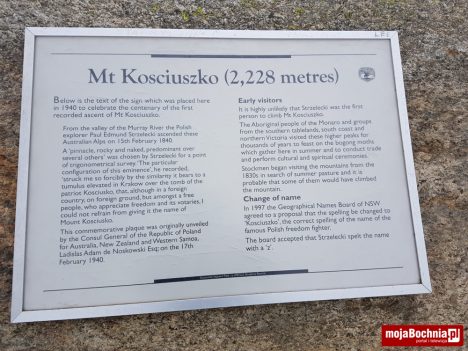 Mt Kosciuszko (2,228 metres)
Below is the text of the sign which was placed here
in 1940 to celebrate the centenary of the first
recorded ascent of Mt Kosciuszko.
From the valley of the Murray River the Polish
explorer Paul Edmund Strzelecki ascended these
Australian Alps on 15th February 1840.
A 'pinnacle, rocky and naked, predominant over
several others' was chosen by Strzelecki for a point
of trigonometrical survey. 'The particular
configuration of this eminence', he recorded,
'struck me so forcibly by the similarity it bears to a
tumulus elevated in Krakow over the tomb of the
patriot Kosciusko, that, although in a foreign
country, on foreign ground, but amongst a free
people, who appreciate freedom and its votaries, I
could not refrain from giving it the name of
Mount Kosciusko.
This commemorative plaque was originally unveiled
by the Consul General of the Republic of Poland
for Australia, New Zealand and Western Samoa,
Ladislas Adam de Noskowski Esq; on the 17th
February 1940.
Early visitors
It is highly unlikely that Strzelecki was the first
person to climb Mt Kosciuszko.
The Aboriginal people of the Monaro and groups
from the southern tablelands, south coast and
northern Victoria visited these higher peaks for
thousands of years to feast on the bogong moths
which gather here in summer and to conduct trade
and perform cultural and spiritual ceremonies.
Stockmen began visiting the mountains from the
1830s in search of summer pasture and it is
probable that some of them would have climbed
the mountain.
Change of name
In 1997 the Geographical Names Board of NSW
agreed to a proposal that the spelling be changed to
'Kosciuszko', the correct spelling of the name of the
famous Polish freedom fighter.
The board accepted that Strzelecki spelt the name
with a 'z'.
mojaBochnia.pl
portal i telewizja